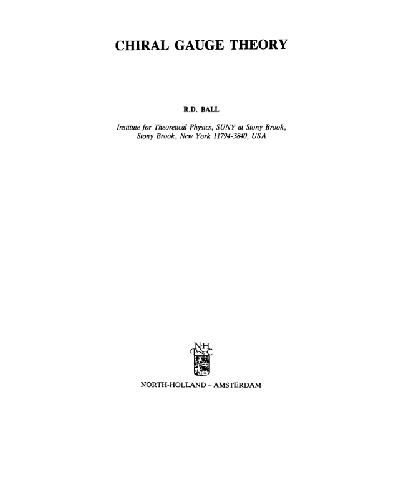 CHIRAL GAUGE THEORY
R.D. BALL
Institute for Theoretical Physics, SUNY at Stony Brook,
Stony Brook, New York 11794-3840, USA
NORTH-HOLLAND – AMSTERDAM